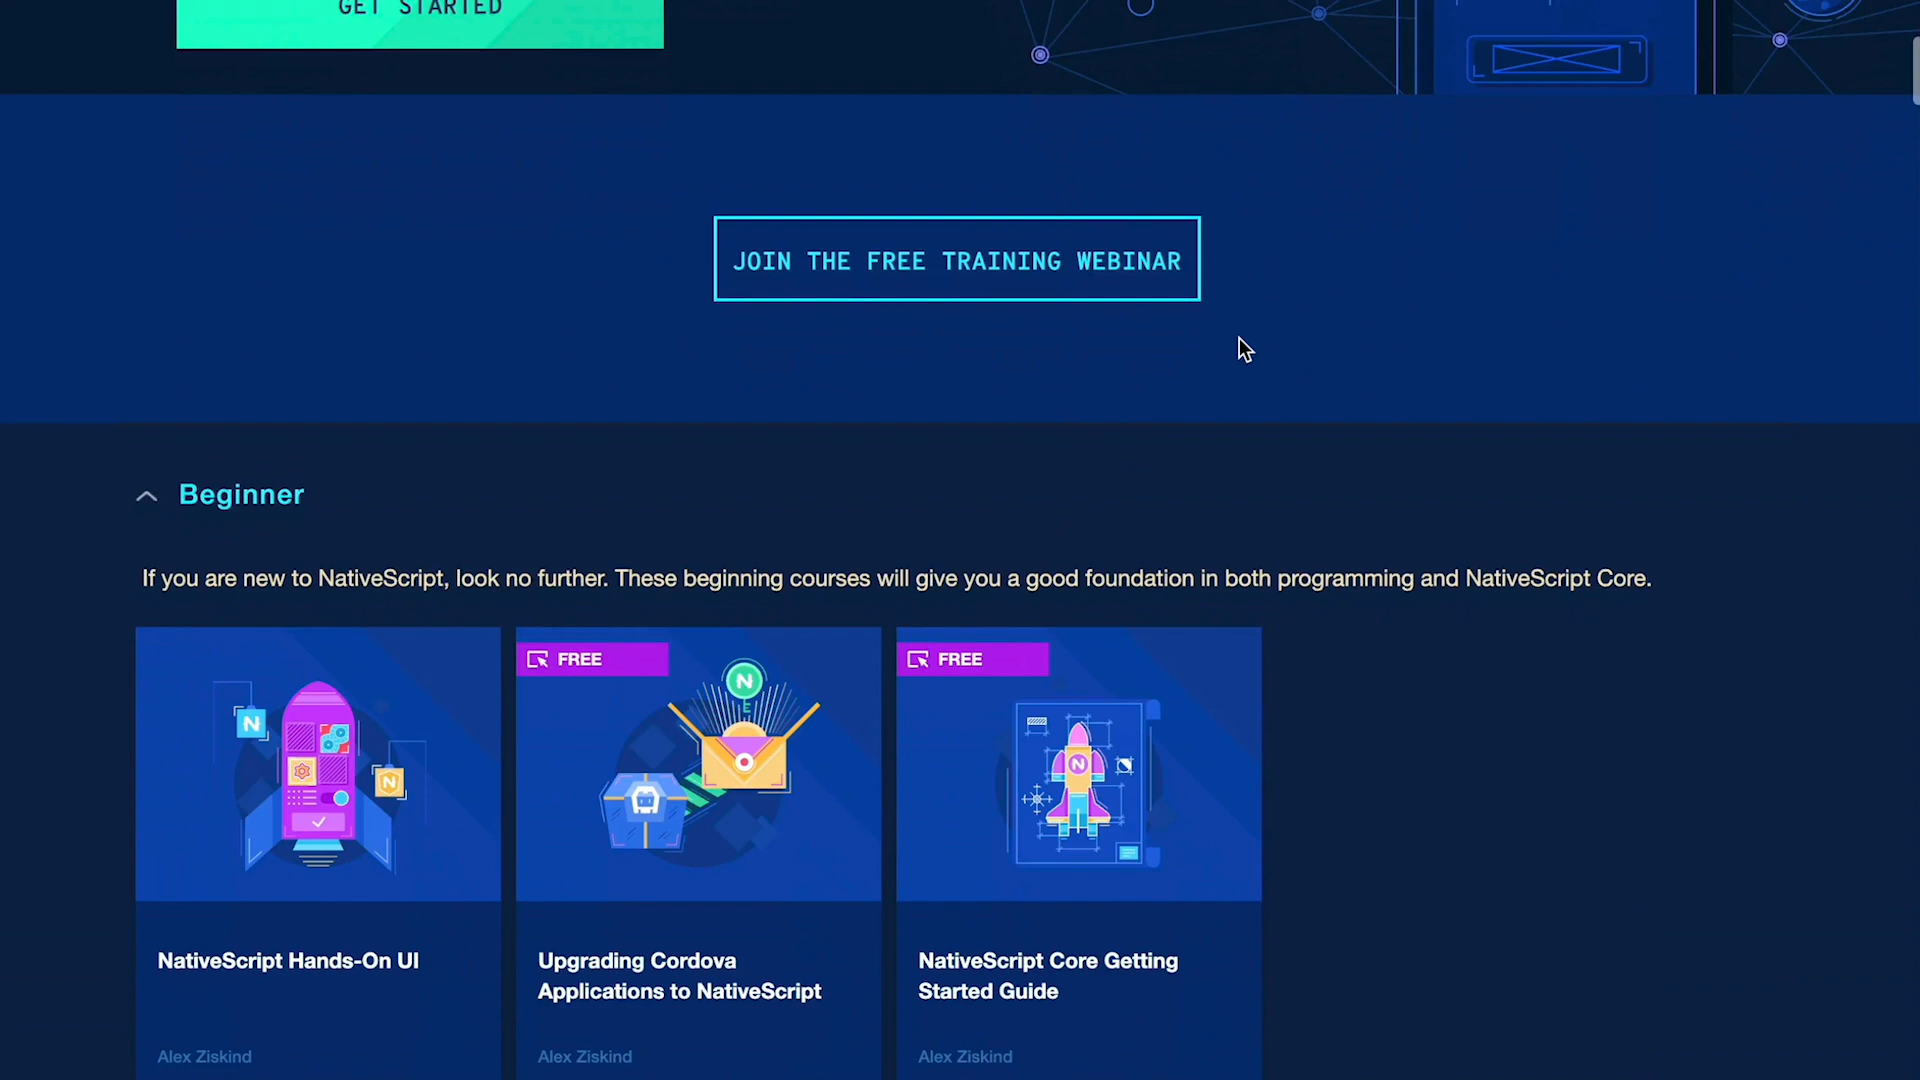 GET STARTED
JOIN THE FREE TRAINING WEBINAR
Beginner
If you are new to NativeScript, look no further. These beginning courses will give you a good foundation in both programming and NativeScript Core.
FREE
FREE
N
N
N
E
N
NativeScript Hands-On UI
Upgrading Cordova
Applications to NativeScript
NativeScript Core Getting
Started Guide
Alex Ziskind
Alex Ziskind
Alex Ziskind